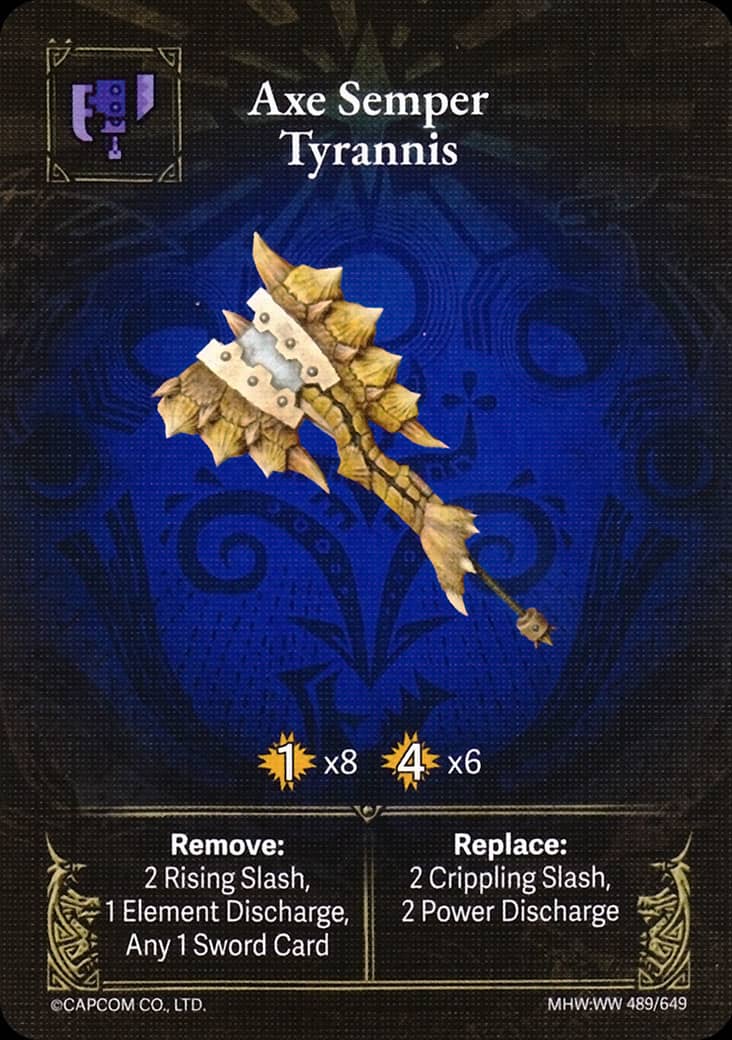 Axe Semper
Tyrannis
1 x8 4 x6
Remove:
2 Rising Slash,
1 Element Discharge,
Any 1 Sword Card
Replace:
2 Crippling Slash,
2 Power Discharge
©CAPCOM CO., LTD.
MHW:WW 489/649